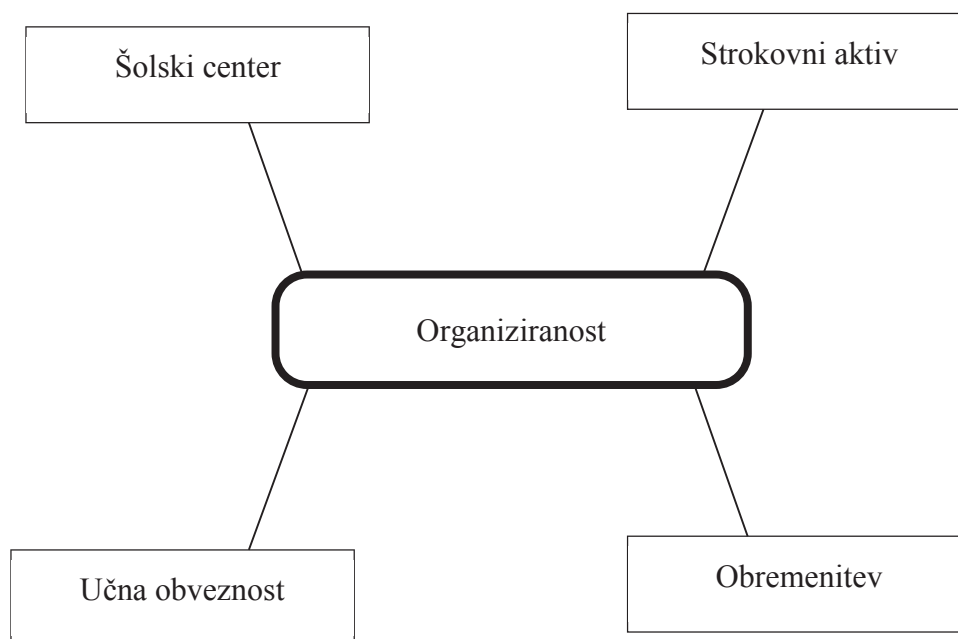 Šolski center
Strokovni aktiv
Organiziranost
Učna obveznost
Obremenitev